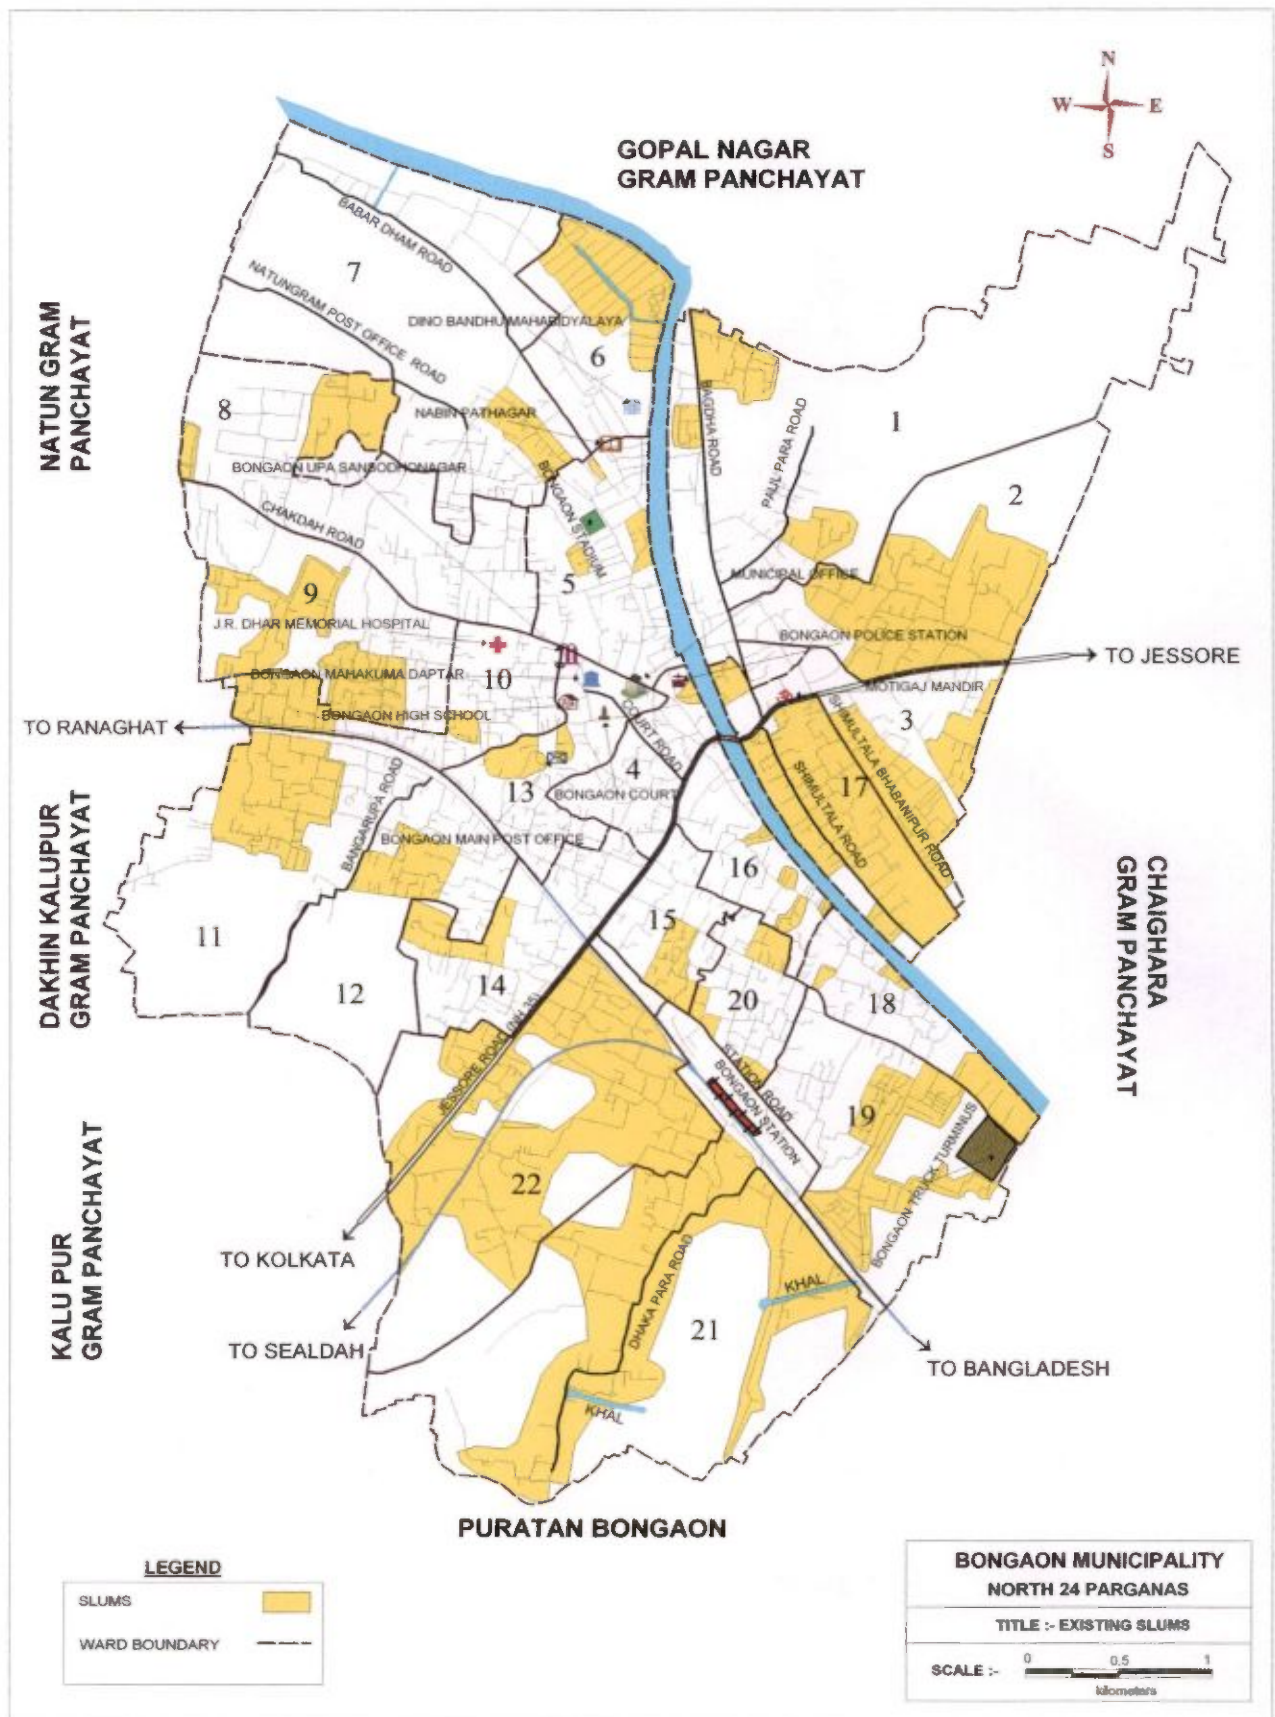 N
W E
S
GOPAL NAGAR
GRAM PANCHAYAT
BABAR DHAM ROAD
7
NATUNGRAM POST OFFICE ROAD
NATUN GRAM
PANCHAYAT
DINO BANDHU MAHABIDYALAYA
6
BAGDHA ROAD
8
NABIN PATHAGAR
PAUL PARA ROAD
1
BONGAON UPA SANSODHONAGAR
2
BONGAON STADIUM
CHAKDAH ROAD
MUNICIPAL OFFICE
5
9
J.R. DHAR MEMORIAL HOSPITAL
BONGAON POLICE STATION
TO JESSORE
BONGAON MAHAKUMA DAPTAR
10
MOTIGAJ MANDIR
BONGAON HIGH SCHOOL
COURT ROAD
3
TO RANAGHAT
SHIMULTALA BHABANIPUR ROAD
4
17
SHIMULTALA ROAD
13
BONGAON COURT
BANGARUPA ROAD
BONGAON MAIN POST OFFICE
DAKHIN KALUPUR
GRAM PANCHAYAT
16
CHAIGHARA
GRAM PANCHAYAT
15
11
12
14
20
18
JESSORE ROAD (NH 35)
STATION ROAD
BONGAON STATION
19
BONGAON TRUCK TURMINUS
22
KALU PUR
GRAM PANCHAYAT
TO KOLKATA
DHAKA PARA ROAD
KHAL
21
TO SEALDAH
TO BANGLADESH
KHAL
PURATAN BONGAON
LEGEND
SLUMS
WARD BOUNDARY
BONGAON MUNICIPALITY
NORTH 24 PARGANAS
TITLE :- EXISTING SLUMS
SCALE :- 0 0.5 1
kilometers